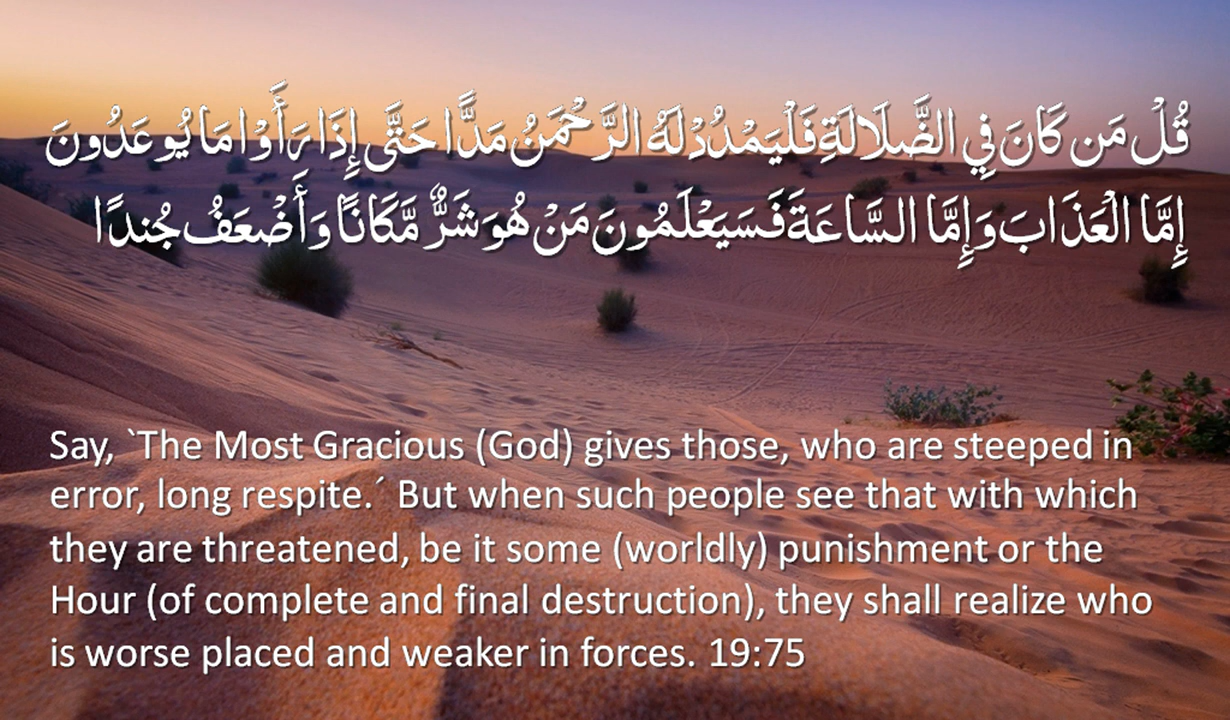 قُلْ مَن كَانَ فِي الضَّلَالَةِ فَلْيَمْدُدْ لَهُ الرَّحْمَنُ مَدًّا حَتَّى إِذَا رَأَوْا مَا يُوعَدُونَ
إِمَّا الْعَذَابَ وَإِمَّا السَّاعَةَ فَسَيَعْلَمُونَ مَنْ هُوَ شَرٌّ مَّكَانًا وَأَضْعَفُ جُندًا
Say, `The Most Gracious (God) gives those, who are steeped in
error, long respite.´ But when such people see that with which
they are threatened, be it some (worldly) punishment or the
Hour (of complete and final destruction), they shall realize who
is worse placed and weaker in forces. 19:75